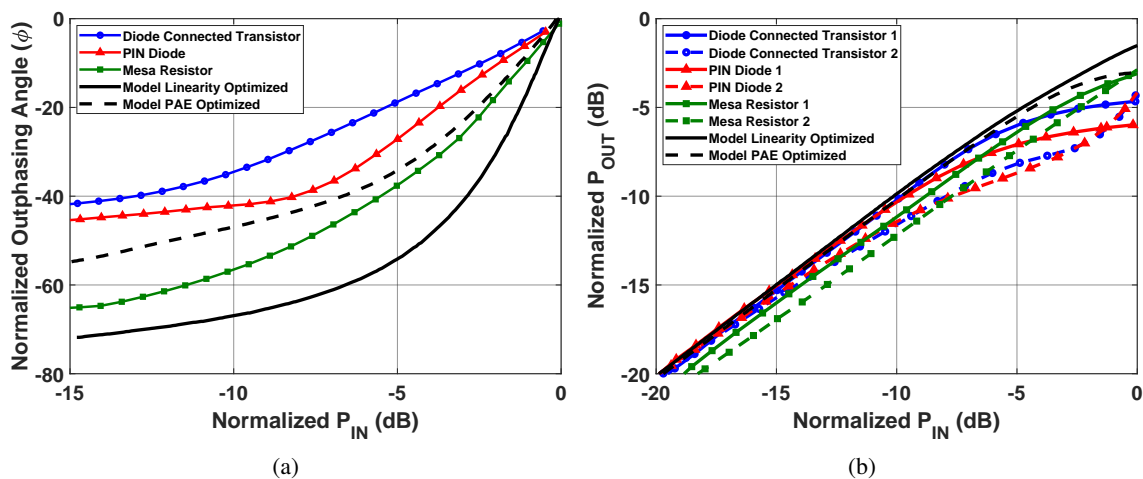 Normalized Outphasing Angle (ϕ)
0
-20
-40
-60
-80
Diode Connected Transistor
PIN Diode
Mesa Resistor
Model Linearity Optimized
Model PAE Optimized
-15
-10
-5
0
Normalized P_IN (dB)
(a)
Normalized P_OUT (dB)
0
-5
-10
-15
-20
Diode Connected Transistor 1
Diode Connected Transistor 2
PIN Diode 1
PIN Diode 2
Mesa Resistor 1
Mesa Resistor 2
Model Linearity Optimized
Model PAE Optimized
-20
-15
-10
-5
0
Normalized P_IN (dB)
(b)